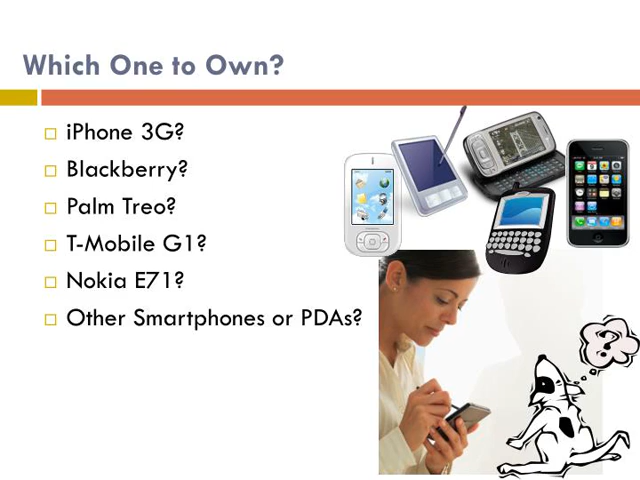 Which One to Own?
iPhone 3G?
Blackberry?
Palm Treo?
T-Mobile G1?
Nokia E71?
Other Smartphones or PDAs?
?